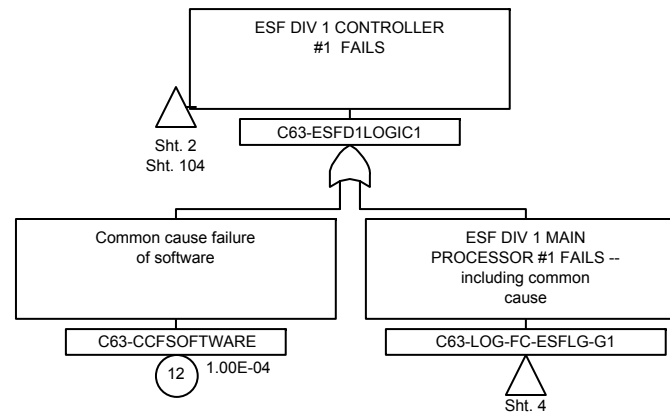 ESF DIV 1 CONTROLLER
#1 FAILS
Sht. 2
Sht. 104
C63-ESFD1LOGIC1
Common cause failure
of software
C63-CCFSOFTWARE
12
1.00E-04
ESF DIV 1 MAIN
PROCESSOR #1 FAILS --
including common
cause
C63-LOG-FC-ESFLG-G1
Sht. 4